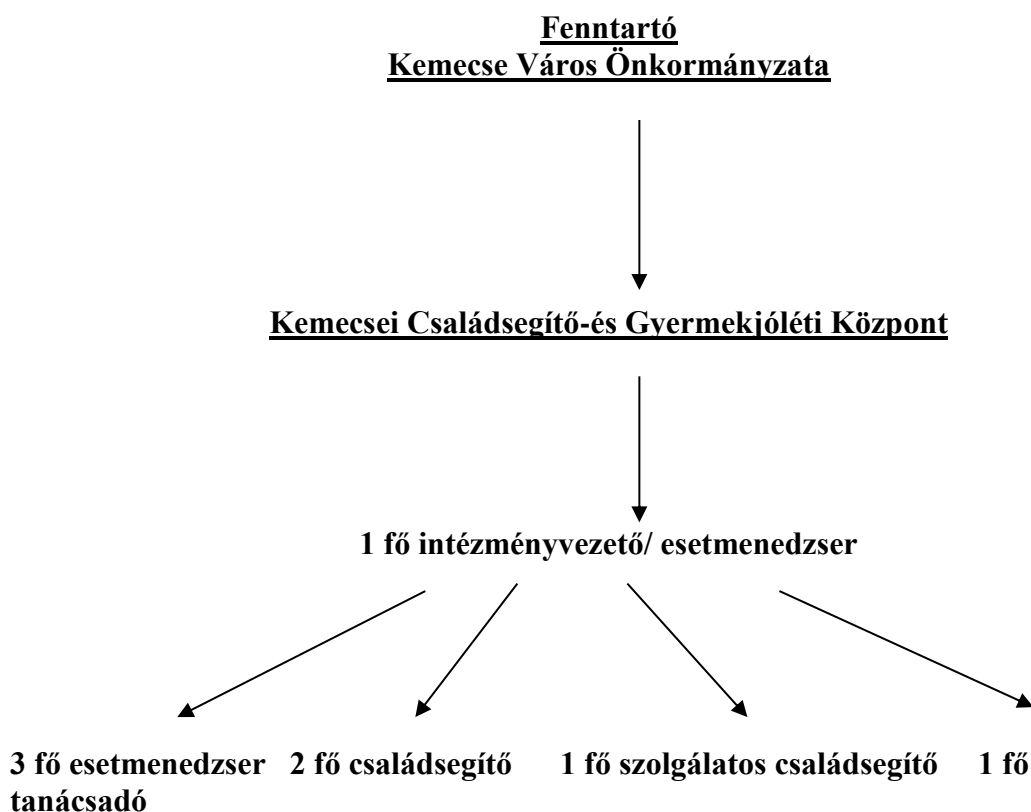 Fenntartó
Kemecse Város Önkormányzata
Kemecsei Családsegítő-és Gyermekjóléti Központ
1 fő intézményvezető/ esetmenedzser
3 fő esetmenedzser 2 fő családsegítő 1 fő szolgálatos családsegítő 1 fő
tanácsadó